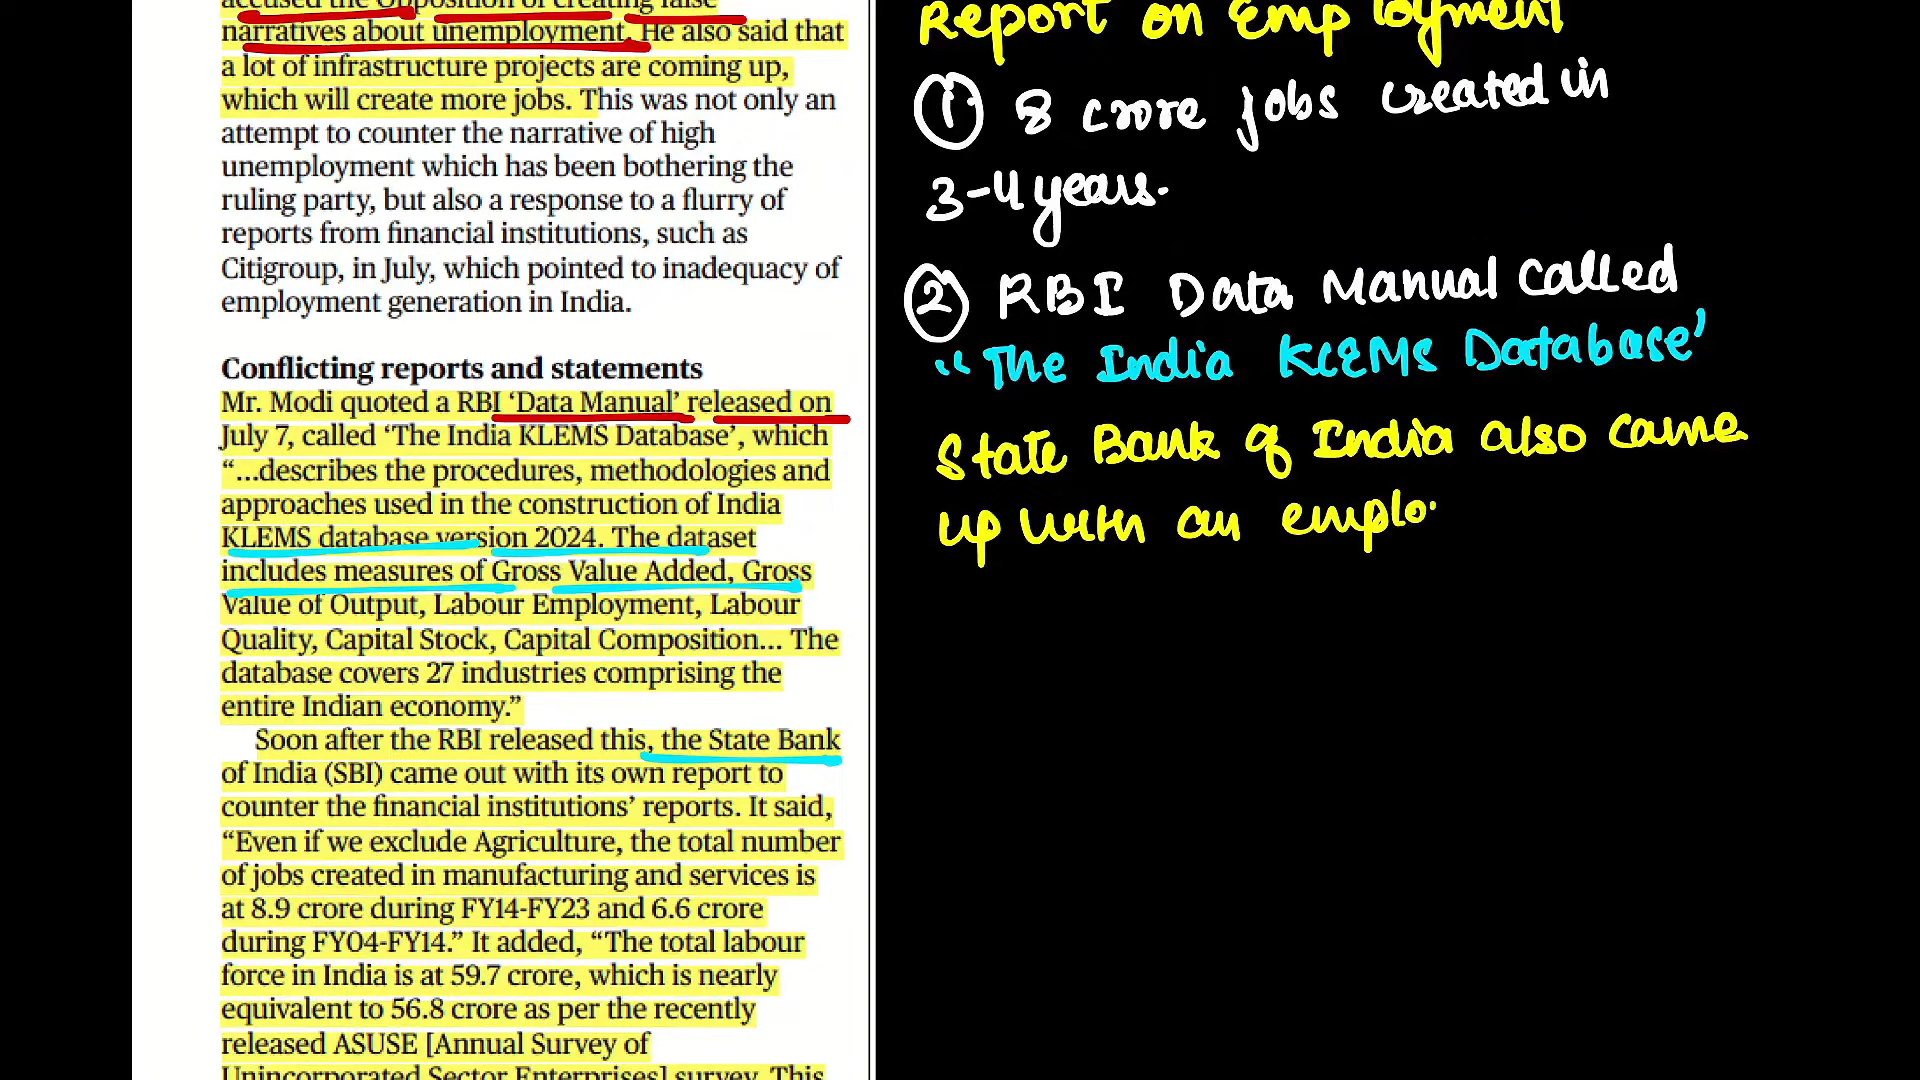 accused the Opposition of creating false
narratives about unemployment. He also said that
a lot of infrastructure projects are coming up,
which will create more jobs. This was not only an
attempt to counter the narrative of high
unemployment which has been bothering the
ruling party, but also a response to a flurry of
reports from financial institutions, such as
Citigroup, in July, which pointed to inadequacy of
employment generation in India.
Conflicting reports and statements
Mr. Modi quoted a RBI ‘Data Manual’ released on
July 7, called ‘The India KLEMS Database’, which
“...describes the procedures, methodologies and
approaches used in the construction of India
KLEMS database version 2024. The dataset
includes measures of Gross Value Added, Gross
Value of Output, Labour Employment, Labour
Quality, Capital Stock, Capital Composition... The
database covers 27 industries comprising the
entire Indian economy.”
Soon after the RBI released this, the State Bank
of India (SBI) came out with its own report to
counter the financial institutions’ reports. It said,
“Even if we exclude Agriculture, the total number
of jobs created in manufacturing and services is
at 8.9 crore during FY14-FY23 and 6.6 crore
during FY04-FY14.” It added, “The total labour
force in India is at 59.7 crore, which is nearly
equivalent to 56.8 crore as per the recently
released ASUSE [Annual Survey of
Unincorporated Sector Enterprises] survey. This
Report on Employment
① 8 crore jobs created in
3-4 years.
② RBI Data Manual called
“The India KLEMS Database’
State Bank of India also came
up with an emplo